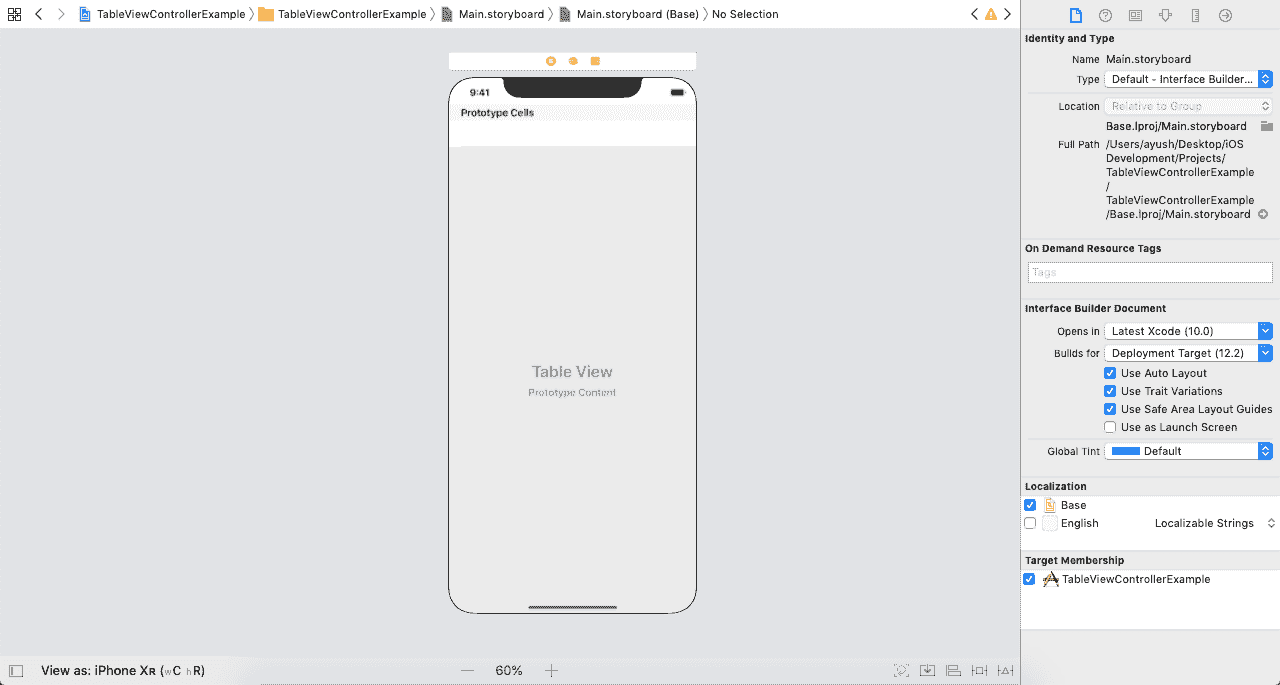 TableViewControllerExample TableViewControllerExample Main.storyboard Main.storyboard (Base) No Selection
9:41
Prototype Cells
Table View
Prototype Content
View as: iPhone XR (wC hR)
60%
Identity and Type
Name Main.storyboard
Type Default - Interface Builder...
Location Relative to Group
Base.lproj/Main.storyboard
Full Path /Users/ayush/Desktop/iOS
Development/Projects/
TableViewControllerExample
/
TableViewControllerExample
/Base.lproj/Main.storyboard
On Demand Resource Tags
Tags
Interface Builder Document
Opens in Latest Xcode (10.0)
Builds for Deployment Target (12.2)
Use Auto Layout
Use Trait Variations
Use Safe Area Layout Guides
Use as Launch Screen
Global Tint Default
Localization
Base
English Localizable Strings
Target Membership
TableViewControllerExample